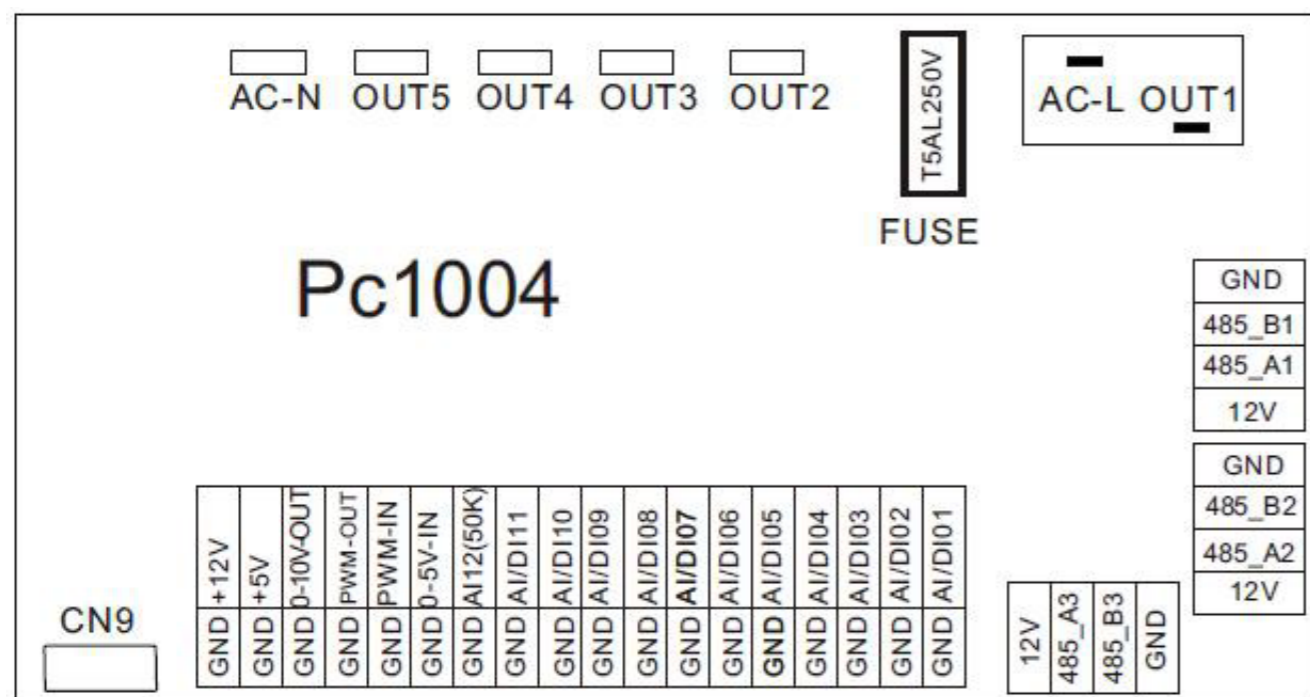 AC-N OUT5 OUT4 OUT3 OUT2
T5AL250V
FUSE
AC-L OUT1
Pc1004
GND
485_B1
485_A1
12V
GND
485_B2
485_A2
12V
+12V
+5V
0-10V-OUT
PWM-OUT
PWM-IN
0-5V-IN
AI12(50K)
AI/DI11
AI/DI10
AI/DI09
AI/DI08
AI/DI07
AI/DI06
AI/DI05
AI/DI04
AI/DI03
AI/DI02
AI/DI01
GND GND GND GND GND GND GND GND GND GND GND GND GND GND GND GND GND GND
12V
485_A3
485_B3
GND
CN9